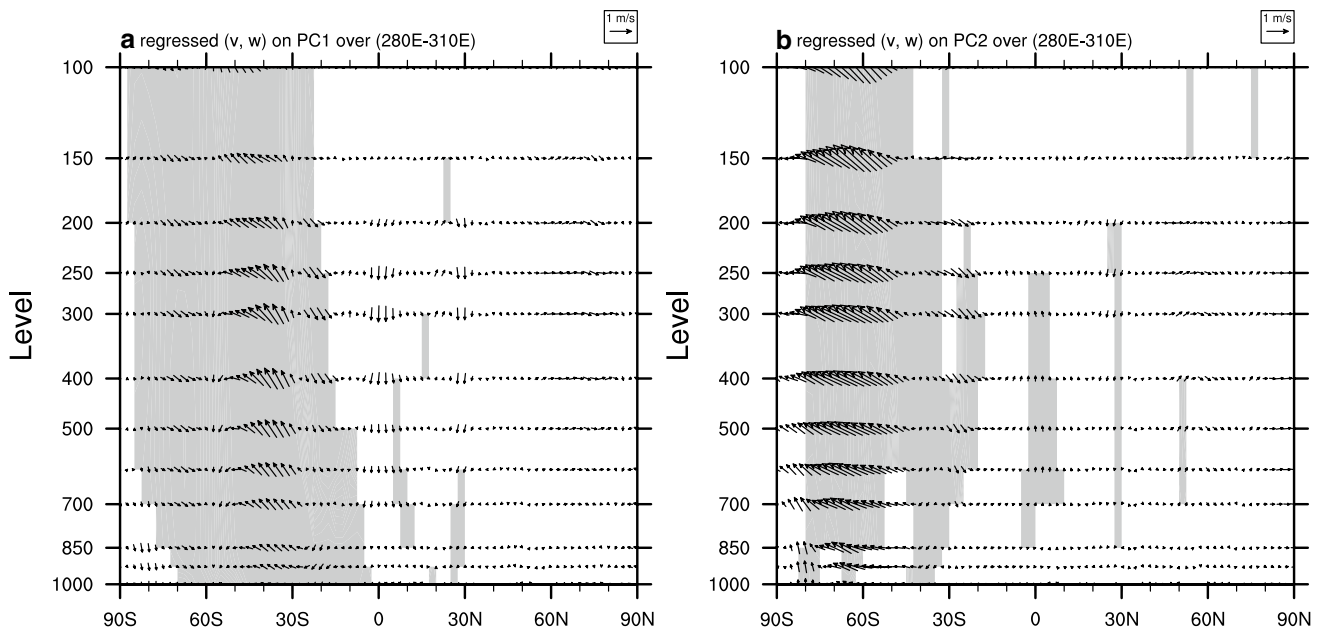 1 m/s
a regressed (v, w) on PC1 over (280E-310E)
100
150
200
250
300
400
500
700
850
1000
Level
90S 60S 30S 0 30N 60N 90N
1 m/s
b regressed (v, w) on PC2 over (280E-310E)
100
150
200
250
300
400
500
700
850
1000
Level
90S 60S 30S 0 30N 60N 90N